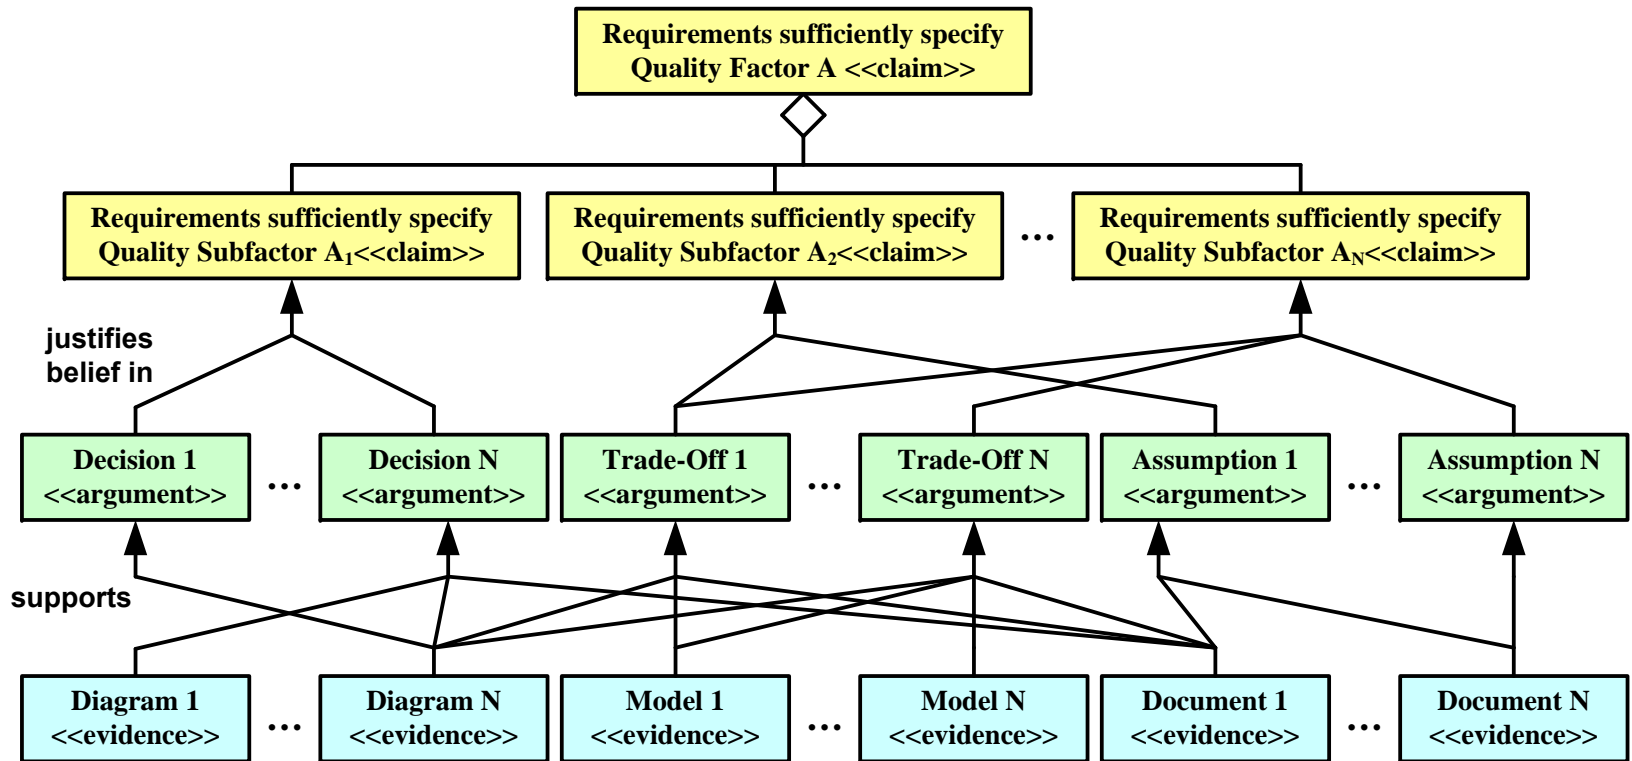 Requirements sufficiently specify
Quality Factor A <<claim>>
Requirements sufficiently specify
Quality Subfactor A₁<<claim>>
Requirements sufficiently specify
Quality Subfactor A₂<<claim>>
...
Requirements sufficiently specify
Quality Subfactor Aₙ<<claim>>
justifies
belief in
Decision 1
<<argument>>
...
Decision N
<<argument>>
Trade-Off 1
<<argument>>
...
Trade-Off N
<<argument>>
Assumption 1
<<argument>>
...
Assumption N
<<argument>>
supports
Diagram 1
<<evidence>>
...
Diagram N
<<evidence>>
Model 1
<<evidence>>
...
Model N
<<evidence>>
Document 1
<<evidence>>
...
Document N
<<evidence>>